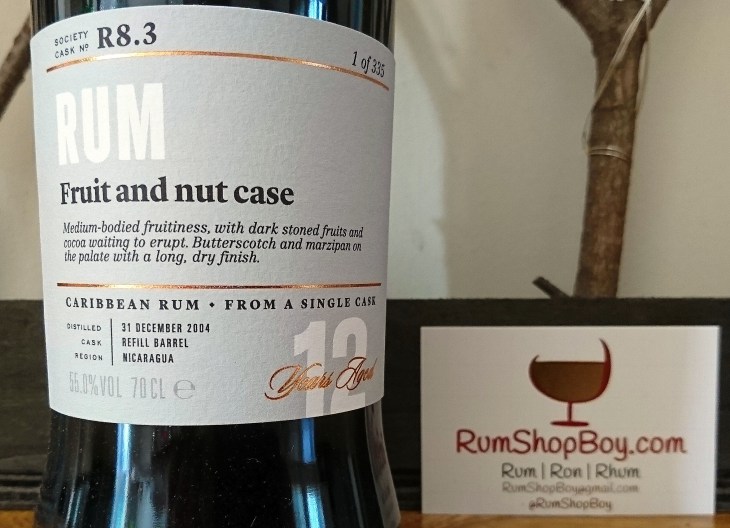 SOCIETY
CASK Nº R8.3
1 of 335
RUM
Fruit and nut case
Medium-bodied fruitiness, with dark stoned fruits and
cocoa waiting to erupt. Butterscotch and marzipan on
the palate with a long, dry finish.
CARIBBEAN RUM • FROM A SINGLE CASK
DISTILLED 31 DECEMBER 2004
CASK REFILL BARREL
REGION NICARAGUA
12
Years Aged
55.0%VOL 70CL e
RumShopBoy.com
Rum | Ron | Rhum
RumShopBoy@gmail.com
@RumShopBoy